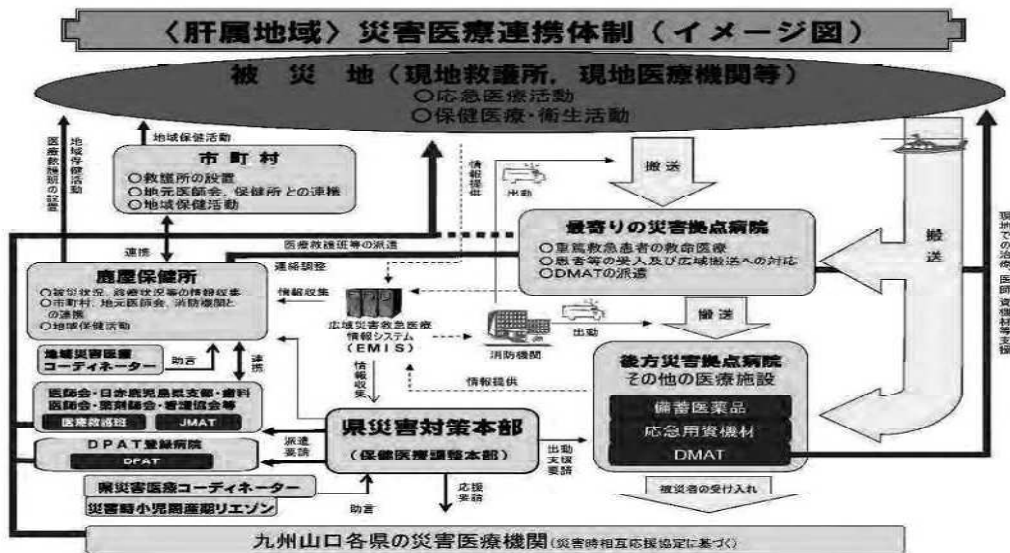 〈肝属地域〉災害医療連携体制（イメージ図）
被 災 地（現地救護所，現地医療機関等）
○応急医療活動
○保健医療・衛生活動
医療救護班の設置
地域保健活動
地域保健活動
市町村
○救護所の設置
○地元医師会、保健所との連携
○地域保健活動
連携
情報提供
出動
搬送
搬送
現地での治療，医師，資機材等支援
医療救護班等の派遣
最寄りの災害拠点病院
○重篤救急患者の救命医療
○患者等の受入及び広域搬送への対応
○DMATの派遣
鹿屋保健所
○被災状況、診療状況等の情報収集
○市町村、地元医師会、消防機関と
の連携
○地域保健活動
連絡調整
情報収集
広域災害救急医療
情報システム
（EMIS）
消防機関
出動
搬送
地域災害医療
コーディネーター
助言
連携
情報収集
情報提供
後方災害拠点病院
その他の医療施設
備蓄医薬品
応急用資機材
DMAT
医師会・日赤鹿児島県支部・歯科
医師会・薬剤師会・看護協会等
医療救護班
JMAT
派遣
要請
県災害対策本部
（保健医療調整本部）
出動
支援
要請
DPAT登録病院
DPAT
県災害医療コーディネーター
災害時小児周産期リエゾン
助言
応援
要請
被災者の受け入れ
九州山口各県の災害医療機関（災害時相互応援協定に基づく）